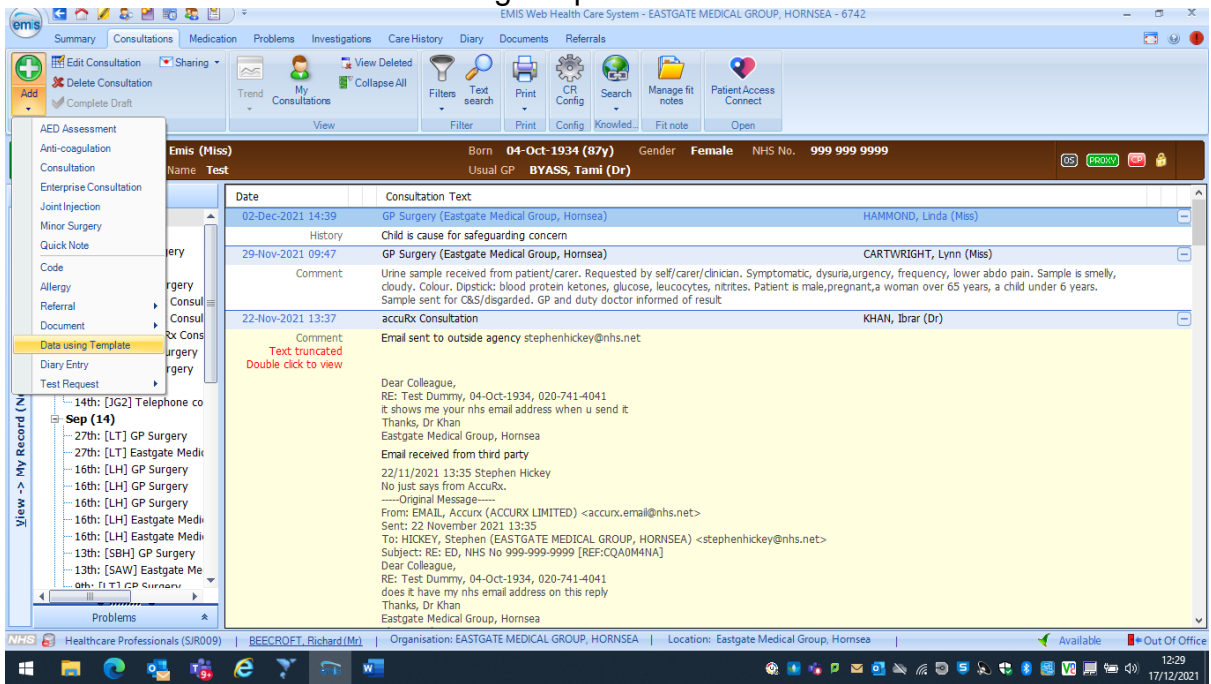 EMIS Web Health Care System - EASTGATE MEDICAL GROUP, HORNSEA - 6742
emis
Summary Consultations Medication Problems Investigations Care History Diary Documents Referrals
Add
Edit Consultation
Delete Consultation
Complete Draft
Sharing
Trend
My Consultations
View Deleted
Collapse All
Filters
Text search
Print
CR Config
Search
Manage fit notes
Patient Access Connect
View Filter Print Config Knowled... Fit note Open
AED Assessment
Anti-coagulation
Consultation
Enterprise Consultation
Joint Injection
Minor Surgery
Quick Note
Code
Allergy
Referral
Document
Data using Template
Diary Entry
Test Request
Emis (Miss) Born 04-Oct-1934 (87y) Gender Female NHS No. 999 999 9999
Name Test Usual GP BYASS, Tami (Dr)
OS PROXY CP
Date Consultation Text
02-Dec-2021 14:39 GP Surgery (Eastgate Medical Group, Hornsea) HAMMOND, Linda (Miss)
History Child is cause for safeguarding concern
29-Nov-2021 09:47 GP Surgery (Eastgate Medical Group, Hornsea) CARTWRIGHT, Lynn (Miss)
Comment Urine sample received from patient/carer. Requested by self/carer/clinician. Symptomatic, dysuria,urgency, frequency, lower abdo pain. Sample is smelly,
cloudy. Colour. Dipstick: blood protein ketones, glucose, leucocytes, nitrites. Patient is male,pregnant,a woman over 65 years, a child under 6 years.
Sample sent for C&S/disgarded. GP and duty doctor informed of result
22-Nov-2021 13:37 accuRx Consultation KHAN, Ibrar (Dr)
Comment Email sent to outside agency stephenhickey@nhs.net
Text truncated
Double click to view
Dear Colleague,
RE: Test Dummy, 04-Oct-1934, 020-741-4041
it shows me your nhs email address when u send it
Thanks, Dr Khan
Eastgate Medical Group, Hornsea
Email received from third party
22/11/2021 13:35 Stephen Hickey
No just says from AccuRx.
-----Original Message-----
From: EMAIL, Accurx (ACCURX LIMITED) <accurx.email@nhs.net>
Sent: 22 November 2021 13:35
To: HICKEY, Stephen (EASTGATE MEDICAL GROUP, HORNSEA) <stephenhickey@nhs.net>
Subject: RE: ED, NHS No 999-999-9999 [REF:CQA0M4NA]
Dear Colleague,
RE: Test Dummy, 04-Oct-1934, 020-741-4041
does it have my nhs email address on this reply
Thanks, Dr Khan
Eastgate Medical Group, Hornsea
View -> My Record (No
gery
rgery
Consul
Consul
Rx Cons
urgery
rgery
14th: [JG2] Telephone co
Sep (14)
27th: [LT] GP Surgery
27th: [LT] Eastgate Medic
16th: [LH] GP Surgery
16th: [LH] GP Surgery
16th: [LH] GP Surgery
16th: [LH] Eastgate Medi
16th: [LH] Eastgate Medi
13th: [SBH] GP Surgery
13th: [SAW] Eastgate Me
9th: [LT] GP Surgery
Problems
NHS Healthcare Professionals (SJR009) | BEECROFT, Richard (Mr) | Organisation: EASTGATE MEDICAL GROUP, HORNSEA | Location: Eastgate Medical Group, Hornsea | Available Out Of Office
12:29
17/12/2021